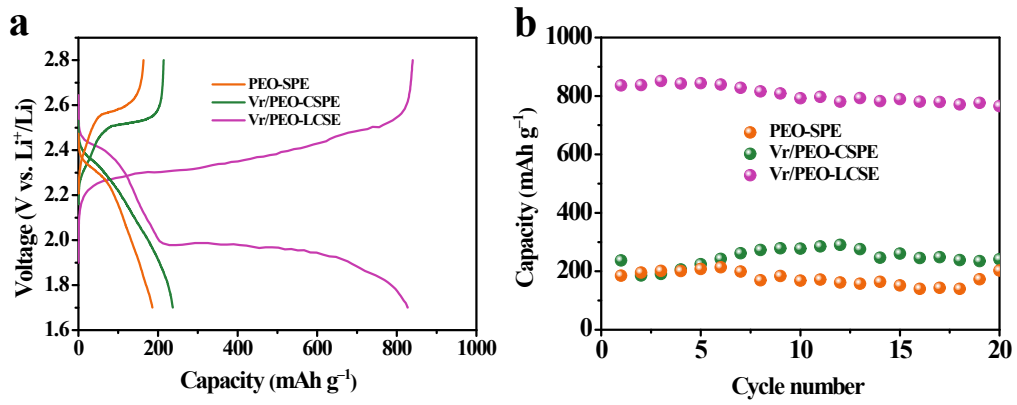 a
2.8
2.6
2.4
2.2
2.0
1.8
1.6
Voltage (V vs. Li⁺/Li)
PEO-SPE
Vr/PEO-CSPE
Vr/PEO-LCSE
0 200 400 600 800 1000
Capacity (mAh g⁻¹)
b
1000
800
600
400
200
0
Capacity (mAh g⁻¹)
PEO-SPE
Vr/PEO-CSPE
Vr/PEO-LCSE
0 5 10 15 20
Cycle number